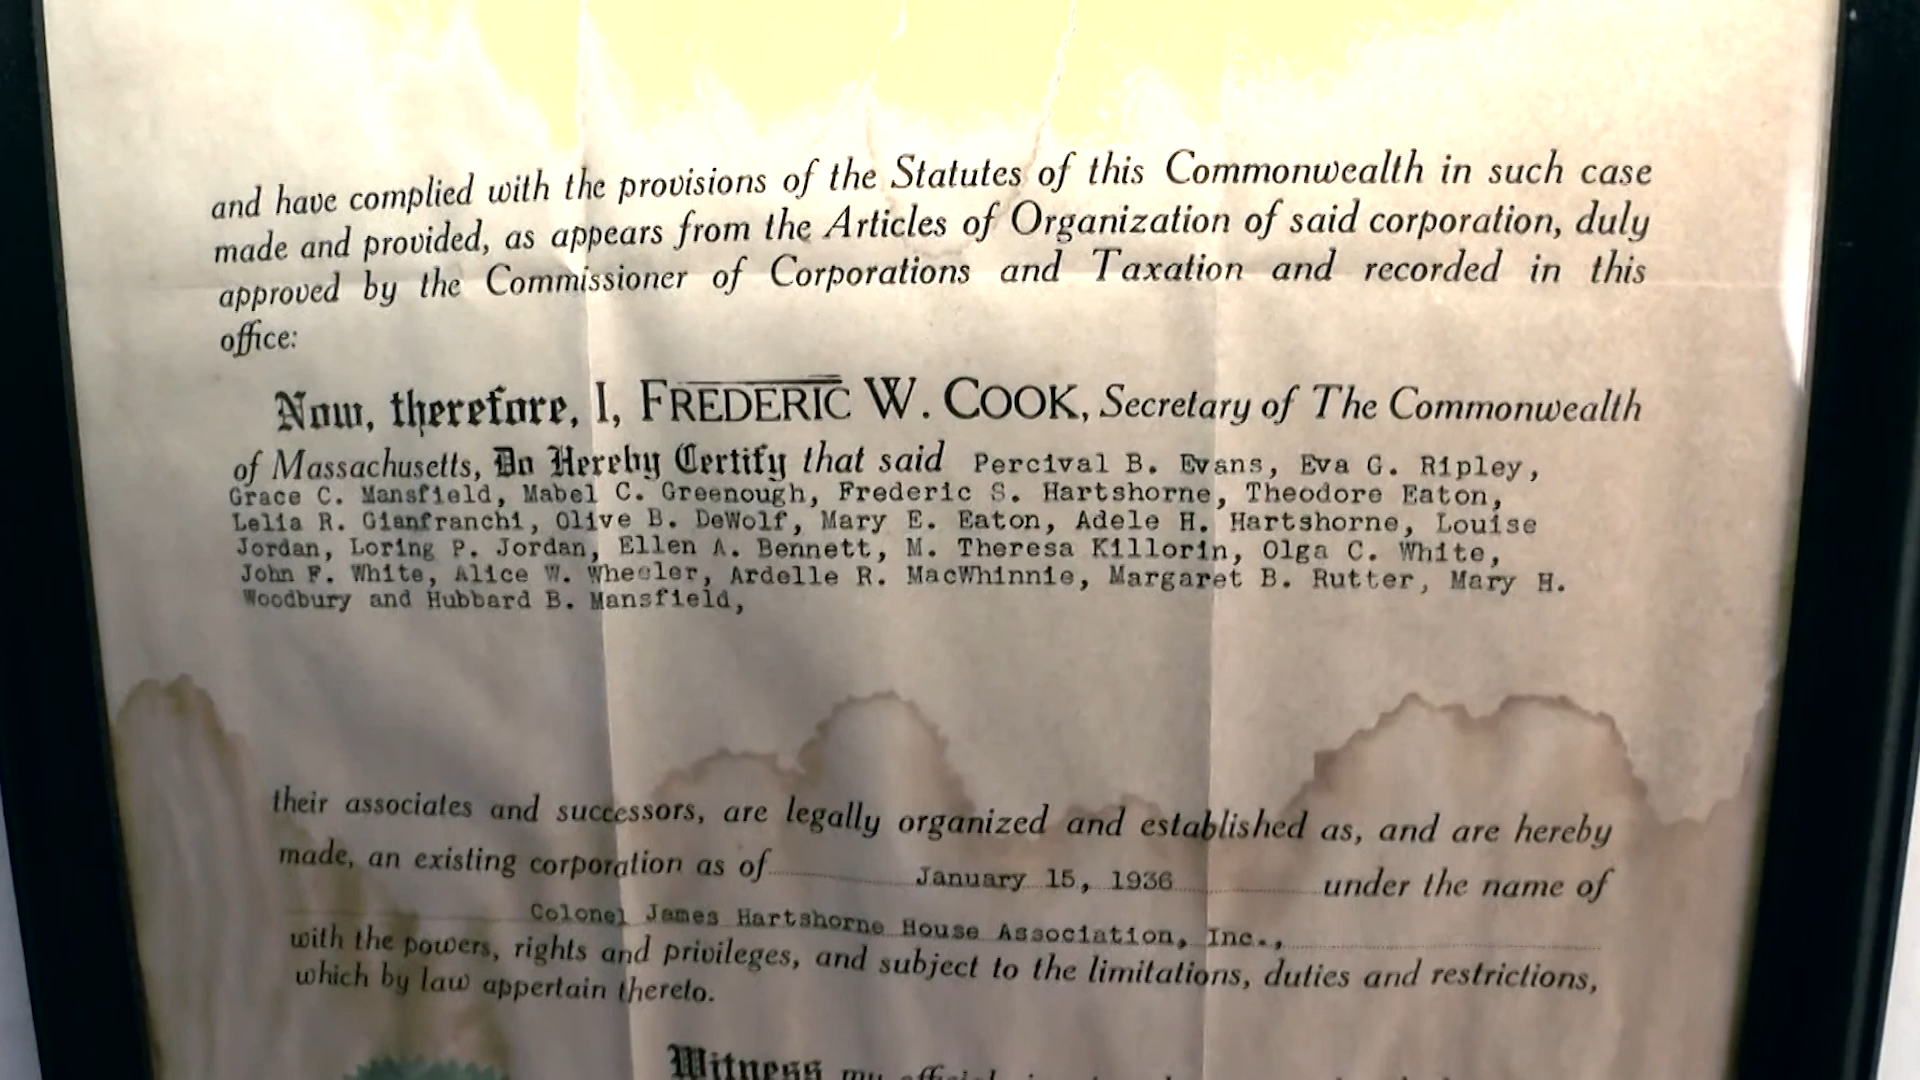 and have complied with the provisions of the Statutes of this Commonwealth in such case
made and provided, as appears from the Articles of Organization of said corporation, duly
approved by the Commissioner of Corporations and Taxation and recorded in this
office:
Now, therefore, I, FREDERIC W. COOK, Secretary of The Commonwealth
of Massachusetts, Do Hereby Certify that said Percival B. Evans, Eva G. Ripley,
Grace C. Mansfield, Mabel C. Greenough, Frederic S. Hartshorne, Theodore Eaton,
Lelia R. Gianfranchi, Olive B. DeWolf, Mary E. Eaton, Adele H. Hartshorne, Louise
Jordan, Loring P. Jordan, Ellen A. Bennett, M. Theresa Killorin, Olga C. White,
John F. White, Alice W. Wheeler, Ardelle R. MacWhinnie, Margaret B. Rutter, Mary H.
Woodbury and Hubbard B. Mansfield,
their associates and successors, are legally organized and established as, and are hereby
made, an existing corporation as of January 15, 1936 under the name of
Colonel James Hartshorne House Association, Inc.,
with the powers, rights and privileges, and subject to the limitations, duties and restrictions,
which by law appertain thereto.
Witness my official